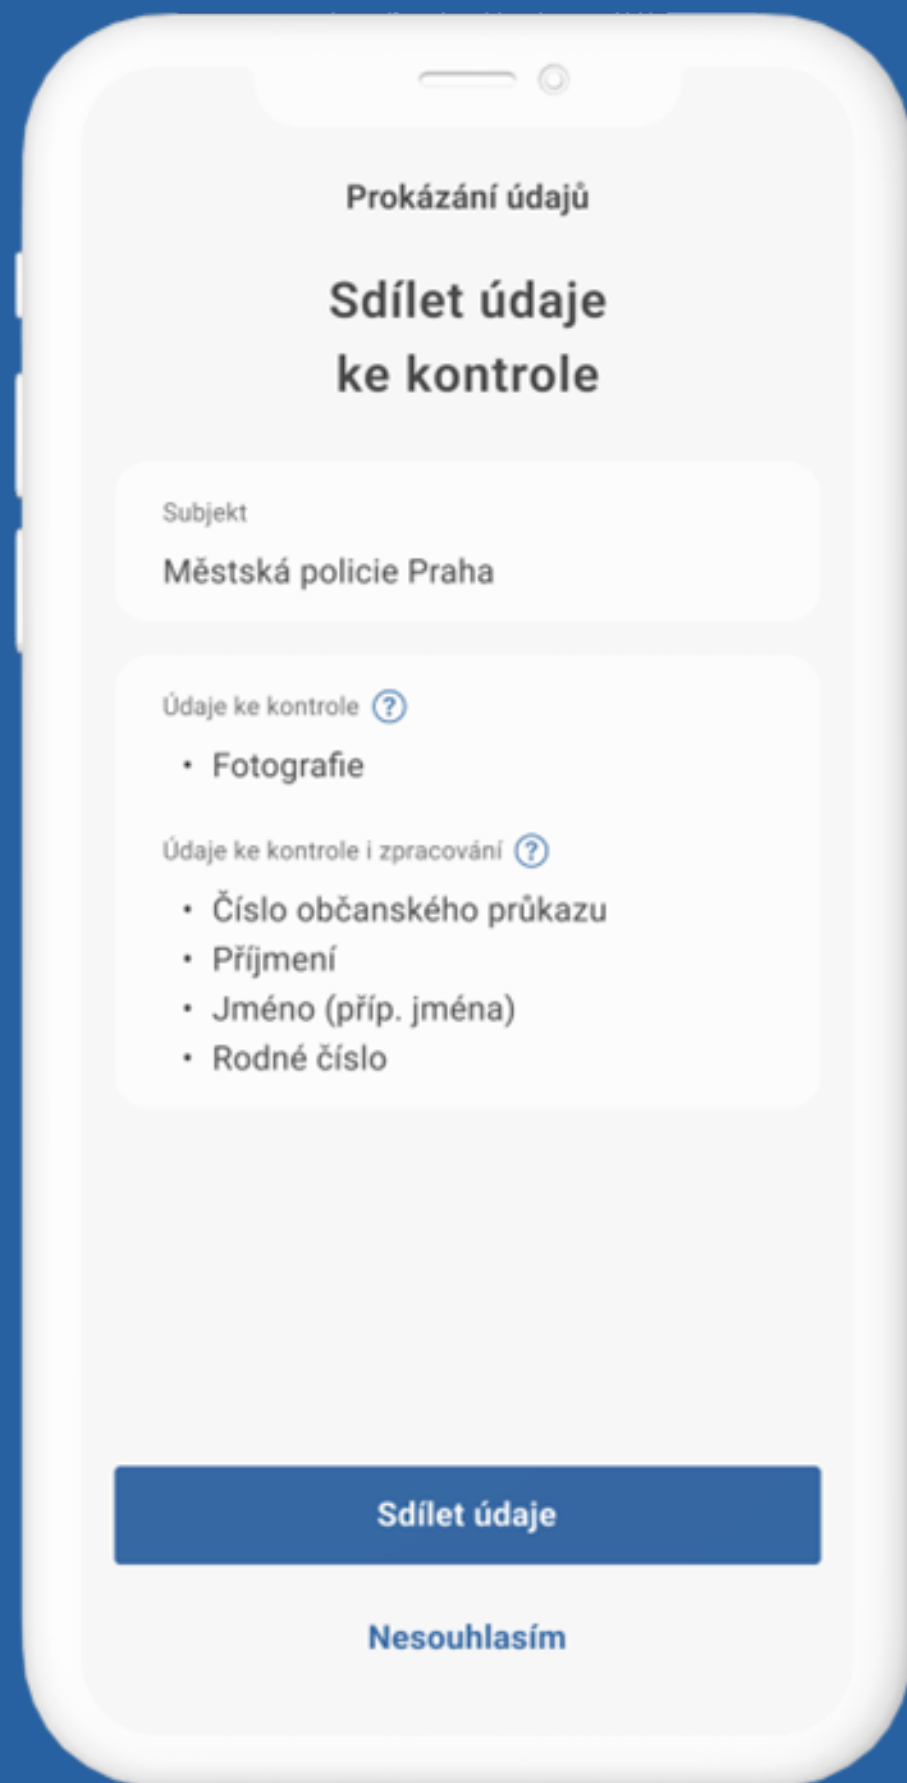 Prokázání údajů
Sdílet údaje
ke kontrole
Subjekt
Městská policie Praha
Údaje ke kontrole ?
• Fotografie
Údaje ke kontrole i zpracování ?
• Číslo občanského průkazu
• Příjmení
• Jméno (příp. jména)
• Rodné číslo
Sdílet údaje
Nesouhlasím